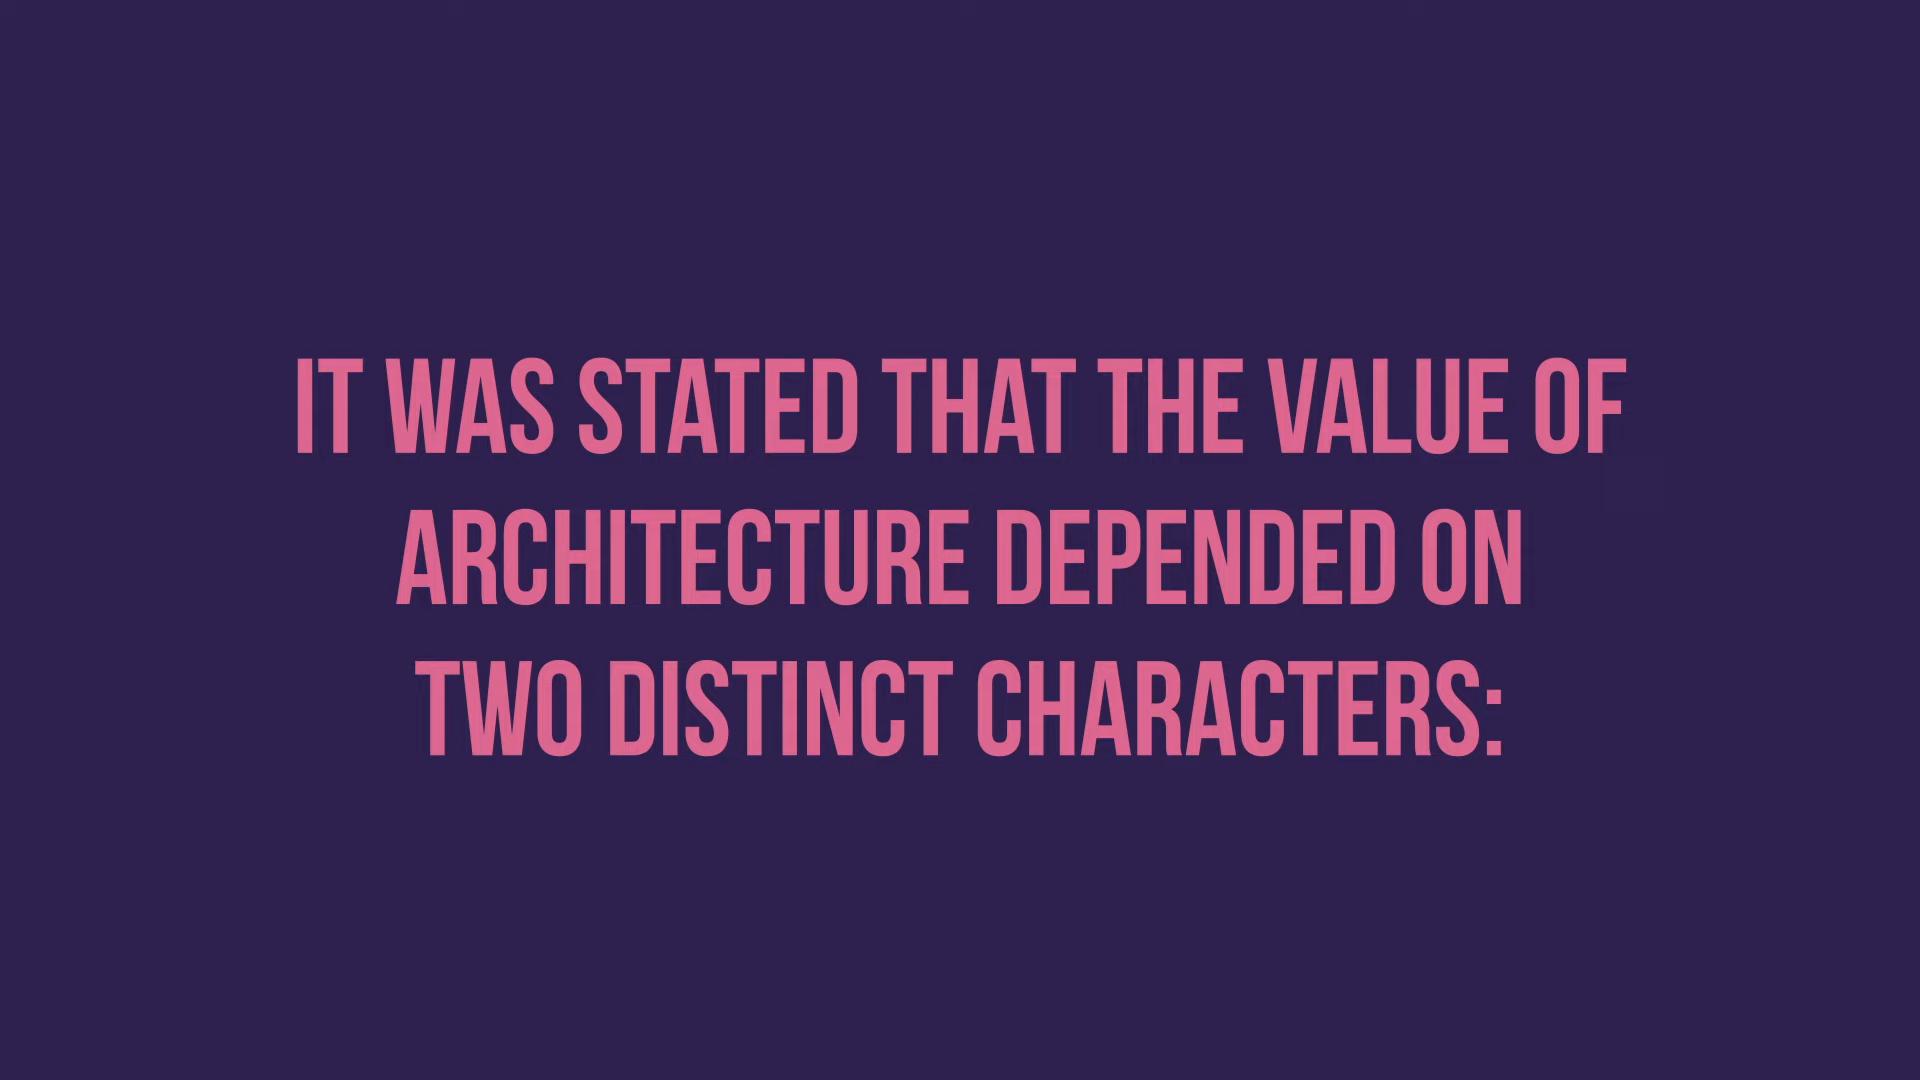 IT WAS STATED THAT THE VALUE OF
ARCHITECTURE DEPENDED ON
TWO DISTINCT CHARACTERS: